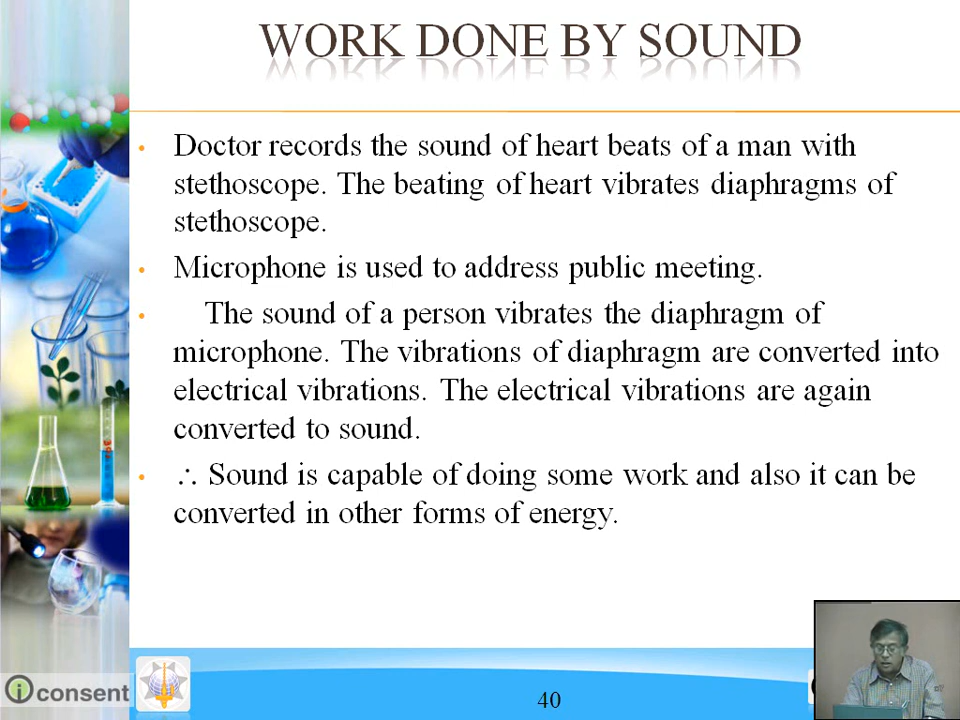 WORK DONE BY SOUND
• Doctor records the sound of heart beats of a man with
stethoscope. The beating of heart vibrates diaphragms of
stethoscope.
• Microphone is used to address public meeting.
• The sound of a person vibrates the diaphragm of
microphone. The vibrations of diaphragm are converted into
electrical vibrations. The electrical vibrations are again
converted to sound.
• ∴ Sound is capable of doing some work and also it can be
converted in other forms of energy.
iconsent
40